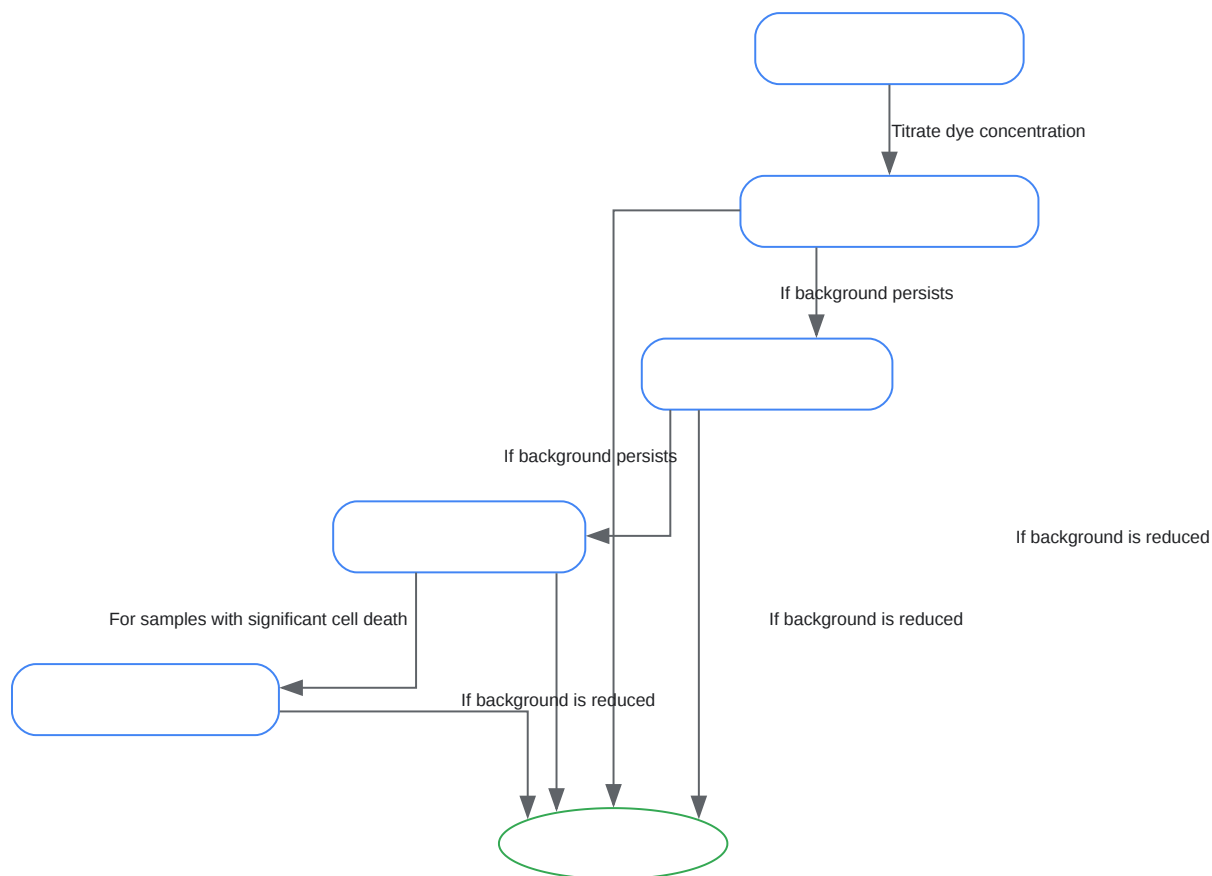 Titrate dye concentration
If background persists
If background persists
If background is reduced
For samples with significant cell death
If background is reduced
If background is reduced